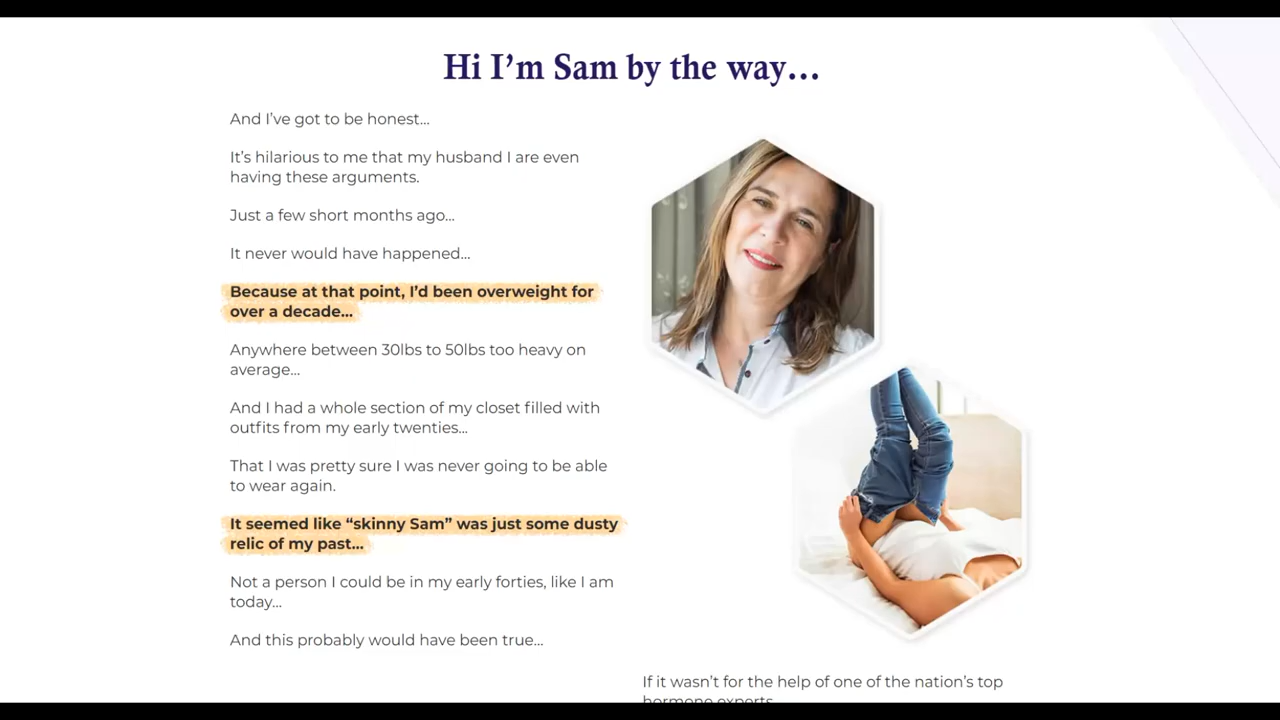 Hi I’m Sam by the way...
And I’ve got to be honest...
It’s hilarious to me that my husband I are even
having these arguments.
Just a few short months ago...
It never would have happened...
Because at that point, I’d been overweight for
over a decade...
Anywhere between 30lbs to 50lbs too heavy on
average...
And I had a whole section of my closet filled with
outfits from my early twenties...
That I was pretty sure I was never going to be able
to wear again.
It seemed like “skinny Sam” was just some dusty
relic of my past...
Not a person I could be in my early forties, like I am
today...
And this probably would have been true...
If it wasn’t for the help of one of the nation’s top
hormone experts